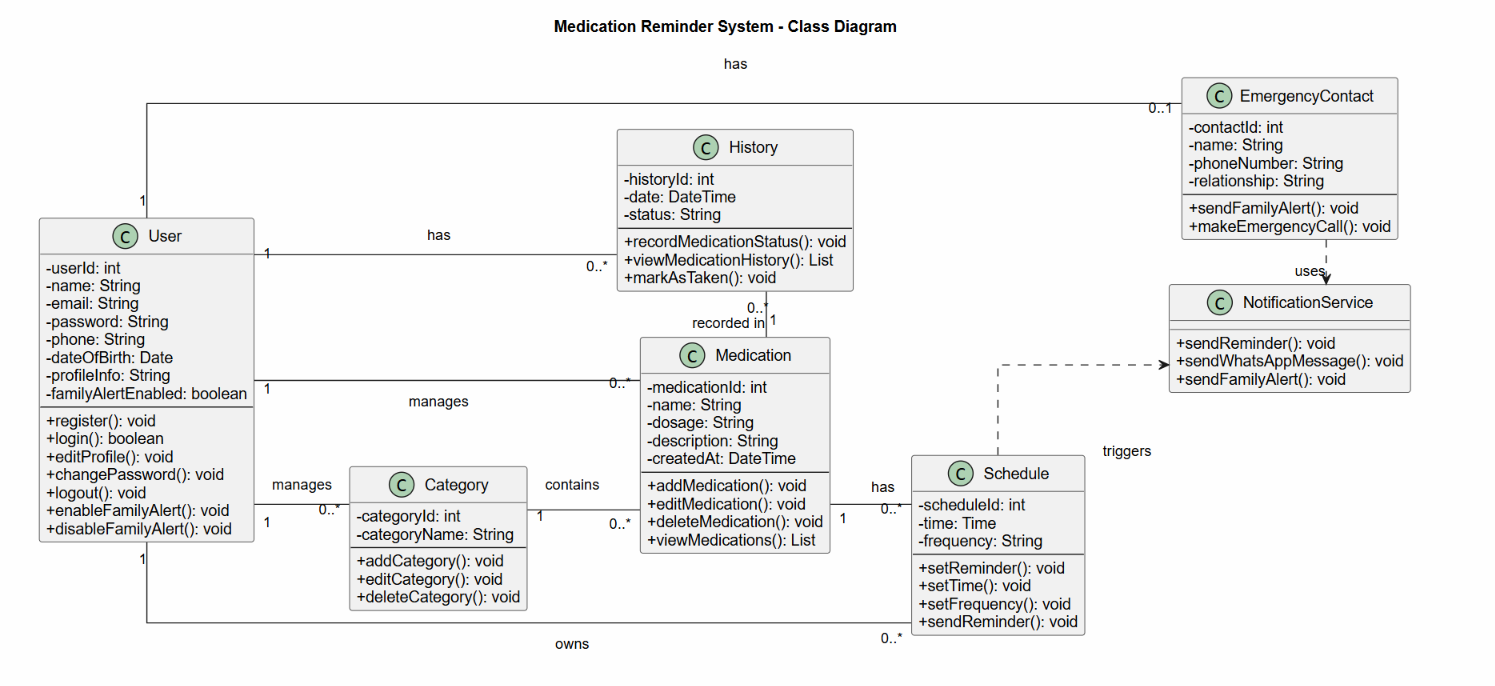 Medication Reminder System - Class Diagram
has
1
0..1
C EmergencyContact
-contactId: int
-name: String
-phoneNumber: String
-relationship: String
+sendFamilyAlert(): void
+makeEmergencyCall(): void
C History
-historyId: int
-date: DateTime
-status: String
+recordMedicationStatus(): void
+viewMedicationHistory(): List
+markAsTaken(): void
C User
-userId: int
-name: String
-email: String
-password: String
-phone: String
-dateOfBirth: Date
-profileInfo: String
-familyAlertEnabled: boolean
+register(): void
+login(): boolean
+editProfile(): void
+changePassword(): void
+logout(): void
+enableFamilyAlert(): void
+disableFamilyAlert(): void
has
1
0..*
uses
C NotificationService
+sendReminder(): void
+sendWhatsAppMessage(): void
+sendFamilyAlert(): void
0..*
recorded in
1
C Medication
-medicationId: int
-name: String
-dosage: String
-description: String
-createdAt: DateTime
+addMedication(): void
+editMedication(): void
+deleteMedication(): void
+viewMedications(): List
1
0..*
manages
manages
1
0..*
C Category
-categoryId: int
-categoryName: String
+addCategory(): void
+editCategory(): void
+deleteCategory(): void
contains
1
0..*
has
1
0..*
C Schedule
-scheduleId: int
-time: Time
-frequency: String
+setReminder(): void
+setTime(): void
+setFrequency(): void
+sendReminder(): void
triggers
1
0..*
owns